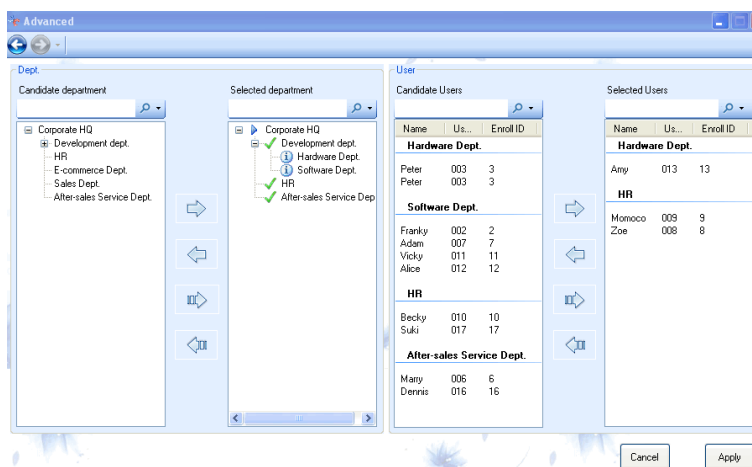 Advanced
Dept.
Candidate department
Corporate HQ
Development dept.
HR
E-commerce Dept.
Sales Dept.
After-sales Service Dept.
Selected department
Corporate HQ
Development dept.
Hardware Dept.
Software Dept.
HR
After-sales Service Dep
User
Candidate Users
Name Us... Enroll ID
Hardware Dept.
Peter 003 3
Peter 003 3
Software Dept.
Franky 002 2
Adam 007 7
Vicky 011 11
Alice 012 12
HR
Becky 010 10
Suki 017 17
After-sales Service Dept.
Marry 006 6
Dennis 016 16
Selected Users
Name Us... Enroll ID
Hardware Dept.
Amy 013 13
HR
Momoco 009 9
Zoe 008 8
Cancel Apply